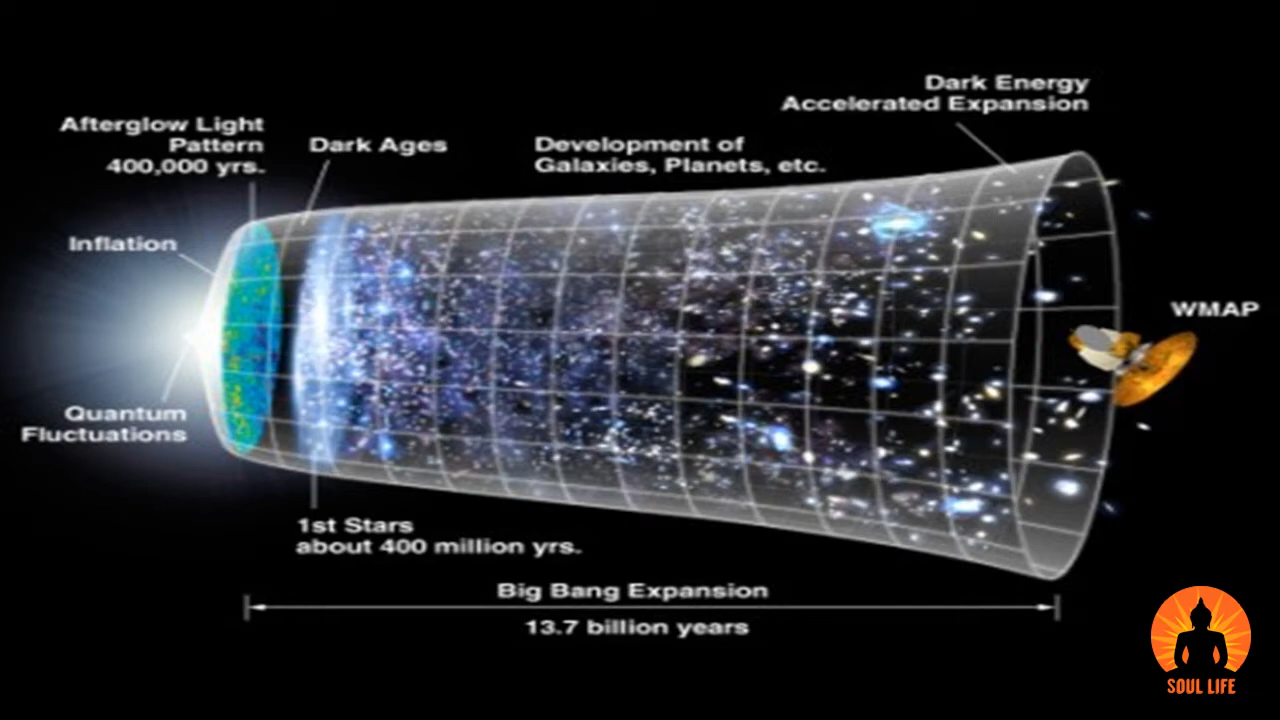 Dark Energy
Accelerated Expansion
Afterglow Light
Pattern
400,000 yrs.
Dark Ages
Development of
Galaxies, Planets, etc.
Inflation
WMAP
Quantum
Fluctuations
1st Stars
about 400 million yrs.
Big Bang Expansion
13.7 billion years
SOUL LIFE